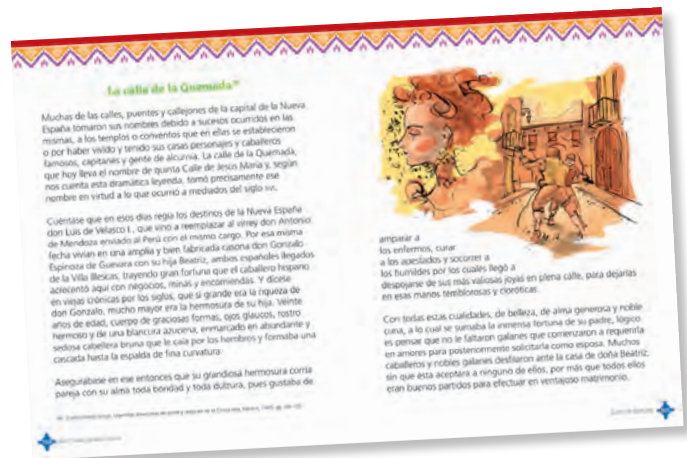 La calle de la Quemada
Muchas de las calles, puentes y callejones de la capital de la Nueva
España tomaron sus nombres debido a sucesos ocurridos en las
mismas, a los templos o conventos que en ellas se establecieron
o por haber vivido y tenido sus casas personajes y caballeros
famosos, capitanes y gente de alcurnia. La calle de la Quemada,
que hoy lleva el nombre de quinta Calle de Jesús María y, según
nos cuenta esta dramática leyenda, tomó precisamente ese
nombre en virtud a lo que ocurrió a mediados del siglo XVI.
Cuéntase que en esos días regía los destinos de la Nueva España
don Luis de Velasco I., que vino a reemplazar al virrey don Antonio
de Mendoza enviado al Perú con el mismo cargo. Por esa misma
fecha vivían en una amplia y bien fabricada casona don Gonzalo
Espinoza de Guevara con su hija Beatriz, ambos españoles llegados
de la Villa Illescas, trayendo gran fortuna que el caballero hispano
acrecentó aquí con negocios, minas y encomiendas. Y dícese
en viejas crónicas por los siglos, que si grande era la riqueza de
don Gonzalo, mucho mayor era la hermosura de su hija. Veinte
años de edad, cuerpo de graciosas formas, ojos glaucos, rostro
hermoso y de una blancura azucena, enmarcado en abundante y
sedosa cabellera bruna que le caía por los hombros y formaba una
cascada hasta la espalda de fina curvatura.
Asegurábase en ese entonces que su grandiosa hermosura corría
pareja con su alma toda bondad y toda dulzura, pues gustaba de
amparar a
los enfermos, curar
a los apestados y socorrer a
los humildes por los cuales llegó a
despojarse de sus más valiosas joyas en plena calle, para dejarlas
en esas manos temblorosas y cloróticas.
Con todas estas cualidades, de belleza, de alma generosa y noble
cuna, a lo cual se sumaba la inmensa fortuna de su padre, lógico
es pensar que no le faltaron galanes que comenzaron a requerirla
en amores para posteriormente solicitarla como esposa. Muchos
caballeros y nobles galanes desfilaron ante la casa de doña Beatriz,
sin que ésta aceptara a ninguno de ellos, por más que todos ellos
eran buenos partidos para efectuar en ventajoso matrimonio.